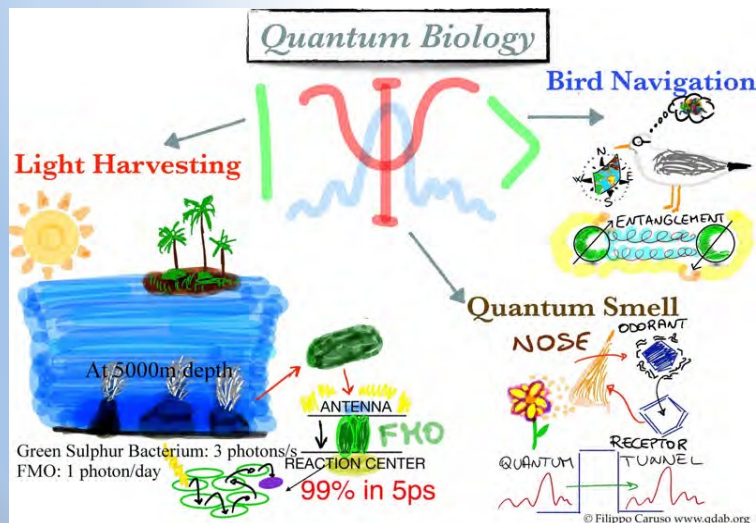 Quantum Biology
Bird Navigation
N
W E
S
ENTANGLEMENT
Light Harvesting
At 5000m depth
Green Sulphur Bacterium: 3 photons/s
FMO: 1 photon/day
ANTENNA
FMO
REACTION CENTER
99% in 5ps
Quantum Smell
NOSE
ODORANT
RECEPTOR
QUANTUM TUNNEL
© Filippo Caruso www.qdab.org